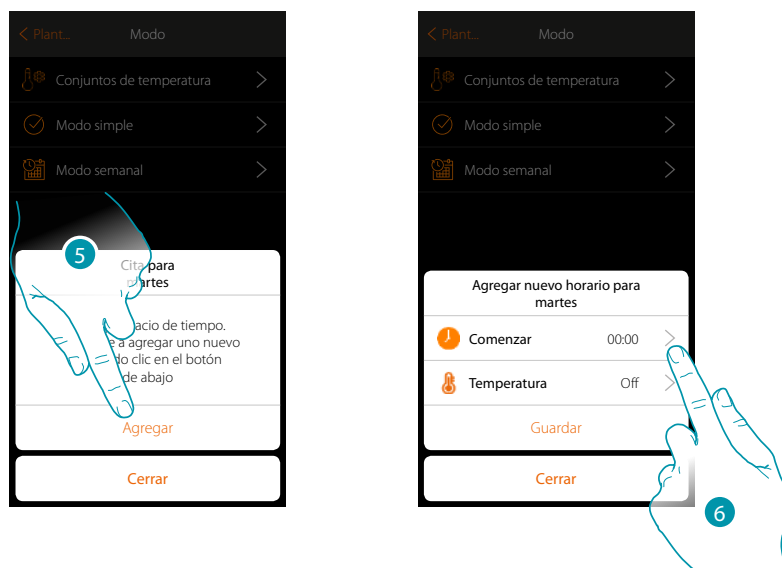 Plant...
Modo
Conjuntos de temperatura
Modo simple
Modo semanal
5
Cita para
martes
de tiempo.
a agregar uno nuevo
clic en el botón
de abajo
Agregar
Cerrar
Plant...
Modo
Conjuntos de temperatura
Modo simple
Modo semanal
Agregar nuevo horario para
martes
Comenzar 00:00
Temperatura Off
Guardar
Cerrar
6